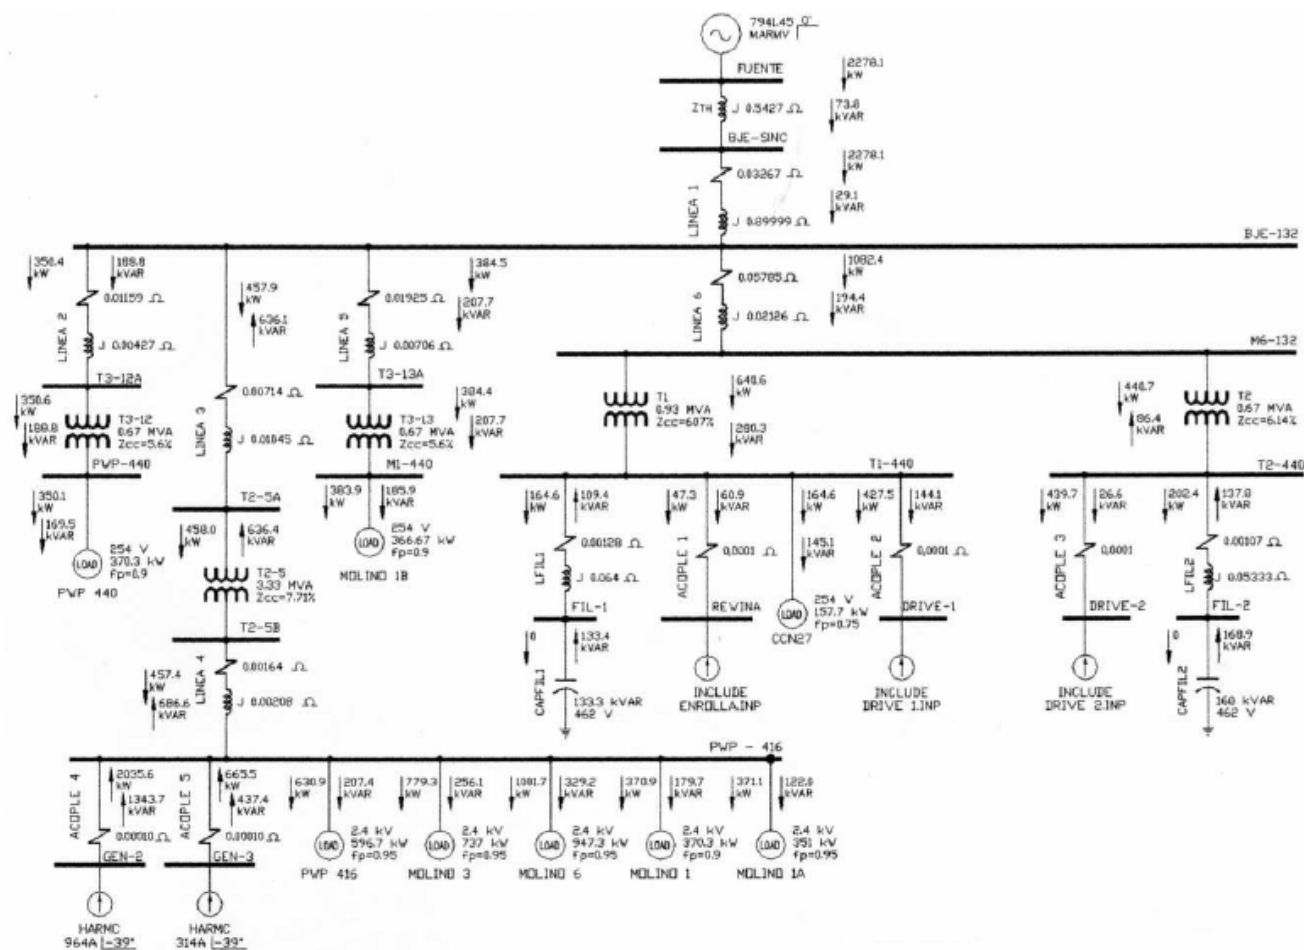 7941.45 0°
MARMV
FUENTE
2278.1
kW
ZTH
J 0.5427 Ω
73.8
kVAR
BJE-SINC
2278.1
kW
0.03267 Ω
LINEA 1
29.1
kVAR
J 0.89999 Ω
BJE-132
350.4
kW
188.8
kVAR
0.01159 Ω
LINEA 2
J 0.00427 Ω
T3-12A
350.6
kW
188.8
kVAR
T3-12
0.67 MVA
Zcc=5.6%
PWP-440
350.1
kW
169.5
kVAR
LOAD
254 V
370.3 kW
fp=0.9
PWP 440
457.9
kW
636.1
kVAR
LINEA 3
0.00714 Ω
J 0.01045 Ω
T2-5A
458.0
kW
636.4
kVAR
T2-5
3.33 MVA
Zcc=7.71%
T2-5B
457.4
kW
686.6
kVAR
LINEA 4
0.00164 Ω
J 0.00208 Ω
384.5
kW
207.7
kVAR
0.01925 Ω
LINEA 5
J 0.00706 Ω
T3-13A
384.4
kW
207.7
kVAR
T3-13
0.67 MVA
Zcc=5.6%
M1-440
383.9
kW
185.9
kVAR
LOAD
254 V
366.67 kW
fp=0.9
MOLINO 1B
1082.4
kW
0.05785 Ω
LINEA 6
194.4
kVAR
J 0.02126 Ω
M6-132
T1
0.93 MVA
Zcc=6.07%
640.6
kW
280.3
kVAR
T1-440
440.7
kW
86.4
kVAR
T2
0.67 MVA
Zcc=6.14%
T2-440
164.6
kW
109.4
kVAR
LFIL1
0.00128 Ω
J 0.064 Ω
FIL-1
0
133.4
kVAR
CAPFIL1
133.3 kVAR
462 V
47.3
kW
60.9
kVAR
ACOPLE 1
0.0001 Ω
REWINA
INCLUDE
ENROLLA.INP
164.6
kW
145.1
kVAR
LOAD
254 V
157.7 kW
fp=0.75
CCN27
427.5
kW
144.1
kVAR
ACOPLE 2
0.0001 Ω
DRIVE-1
INCLUDE
DRIVE 1.INP
439.7
kW
26.6
kVAR
ACOPLE 3
0.0001
DRIVE-2
INCLUDE
DRIVE 2.INP
202.4
kW
137.8
kVAR
LFIL2
0.00107 Ω
J 0.05333 Ω
FIL-2
0
168.9
kVAR
CAPFIL2
160 kVAR
462 V
PWP - 416
ACOPLE 4
2035.6
kW
1343.7
kVAR
0.00010 Ω
GEN-2
HARMC
964A -39°
ACOPLE 5
665.5
kW
437.4
kVAR
0.00010 Ω
GEN-3
HARMC
314A -39°
630.9
kW
207.4
kVAR
LOAD
2.4 kV
596.7 kW
fp=0.95
PWP 416
779.3
kW
256.1
kVAR
LOAD
2.4 kV
737 kW
fp=0.95
MOLINO 3
1001.7
kW
329.2
kVAR
LOAD
2.4 kV
947.3 kW
fp=0.95
MOLINO 6
370.9
kW
179.7
kVAR
LOAD
2.4 kV
370.3 kW
fp=0.9
MOLINO 1
371.1
kW
122.0
kVAR
LOAD
2.4 kV
351 kW
fp=0.95
MOLINO 1A